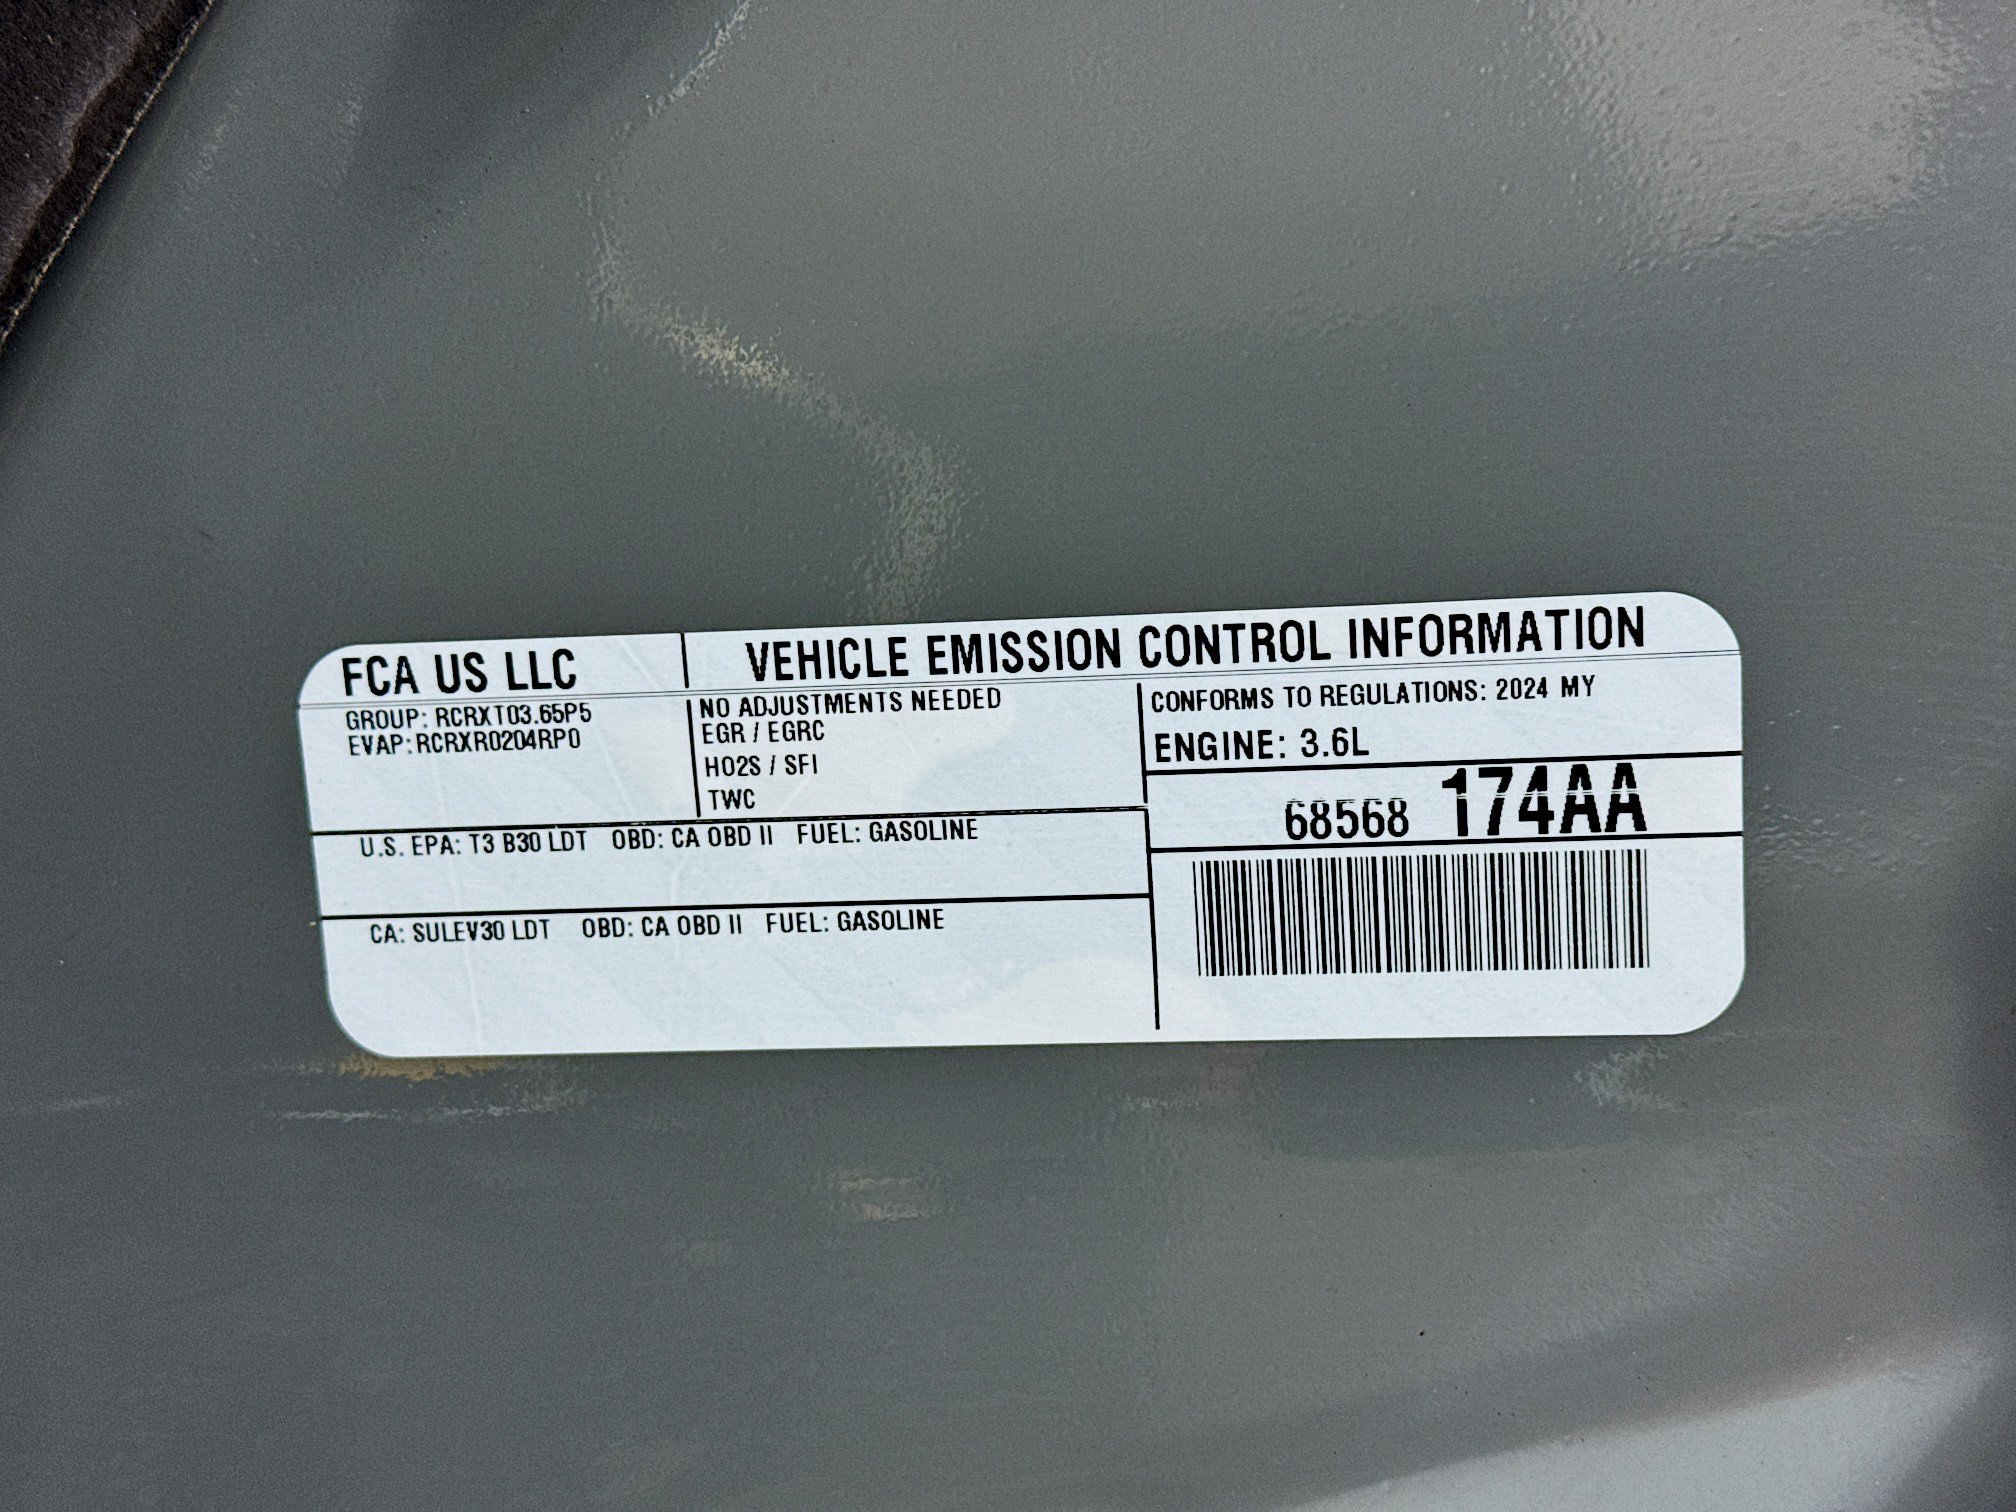 FCA US LLC
VEHICLE EMISSION CONTROL INFORMATION
GROUP: RCRXT03.65P5
EVAP: RCRXR0204RP0
NO ADJUSTMENTS NEEDED
EGR / EGRC
HO2S / SFI
TWC
CONFORMS TO REGULATIONS: 2024 MY
ENGINE: 3.6L
68568 174AA
U.S. EPA: T3 B30 LDT OBD: CA OBD II FUEL: GASOLINE
CA: SULEV30 LDT OBD: CA OBD II FUEL: GASOLINE